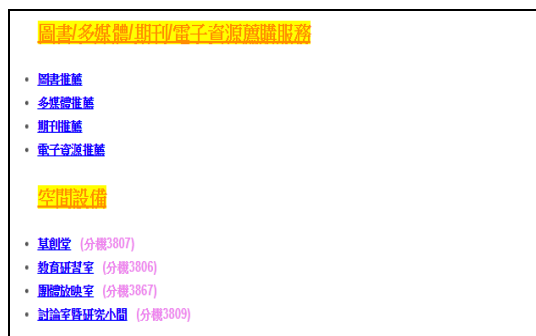 圖書/多媒體/期刊/電子資源薦購服務
圖書推薦
多媒體推薦
期刊推薦
電子資源推薦
空間設備
草創堂 (分機3807)
教育研習室 (分機3806)
團體放映室 (分機3867)
討論室暨研究小間 (分機3809)